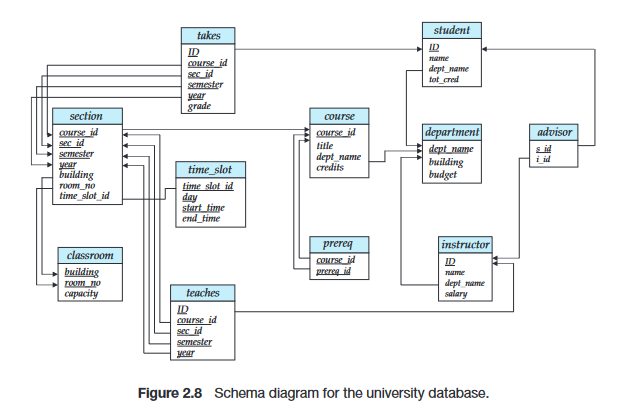 takes
ID
course_id
sec_id
semester
year
grade
student
ID
name
dept_name
tot_cred
section
course_id
sec_id
semester
year
building
room_no
time_slot_id
course
course_id
title
dept_name
credits
department
dept_name
building
budget
advisor
s_id
i_id
time_slot
time_slot_id
day
start_time
end_time
prereq
course_id
prereq_id
instructor
ID
name
dept_name
salary
classroom
building
room_no
capacity
teaches
ID
course_id
sec_id
semester
year
Figure 2.8 Schema diagram for the university database.